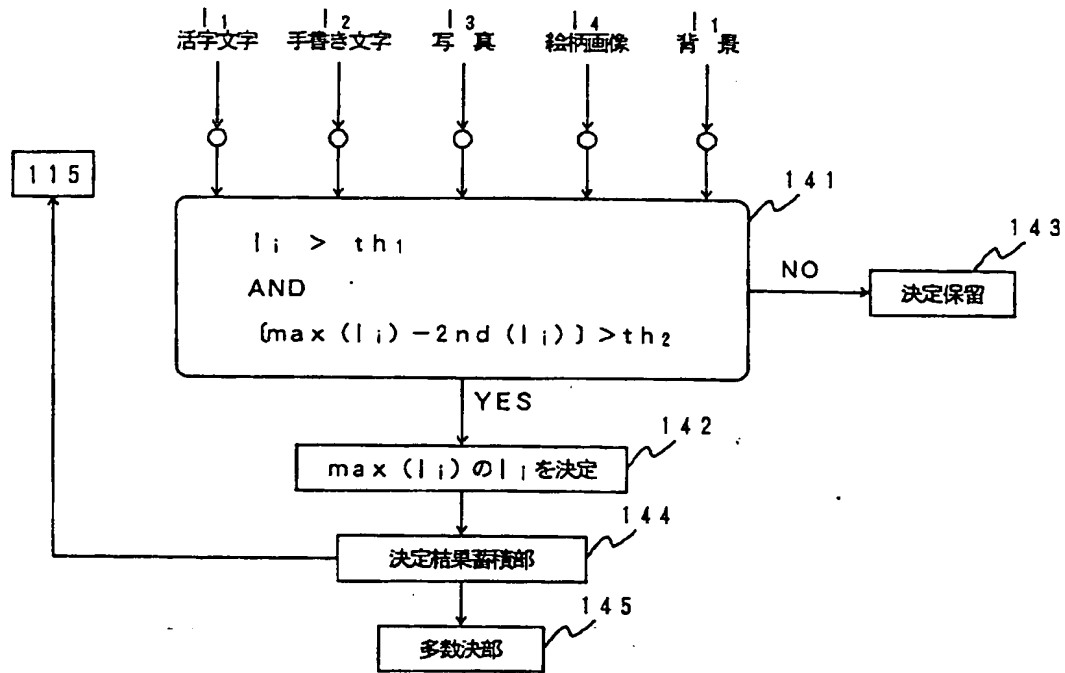 l₁ l₂ l₃ l₄ l₁
活字文字 手書き文字 写 真 絵柄画像 背 景
115
141
lᵢ > th₁
AND
[max(lᵢ)-2nd(lᵢ)]>th₂
NO
143
決定保留
YES
142
max(lᵢ)のlᵢを決定
144
決定結果蓄積部
145
多数決部